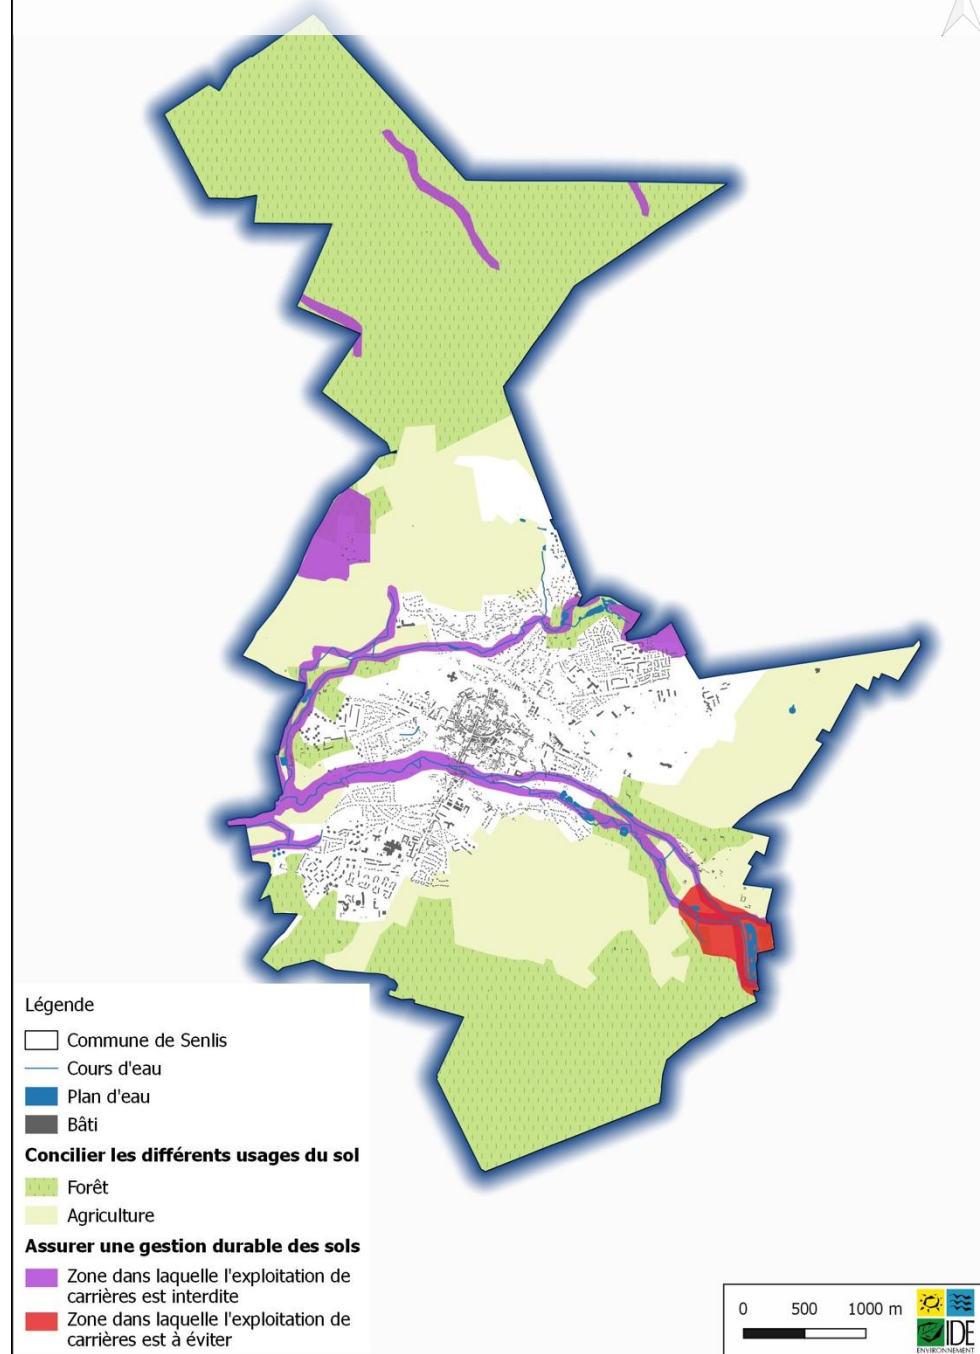 Légende
Commune de Senlis
Cours d'eau
Plan d'eau
Bâti
Concilier les différents usages du sol
Forêt
Agriculture
Assurer une gestion durable des sols
Zone dans laquelle l'exploitation de
carrières est interdite
Zone dans laquelle l'exploitation de
carrières est à éviter
0 500 1000 m
IDE
ENVIRONNEMENT